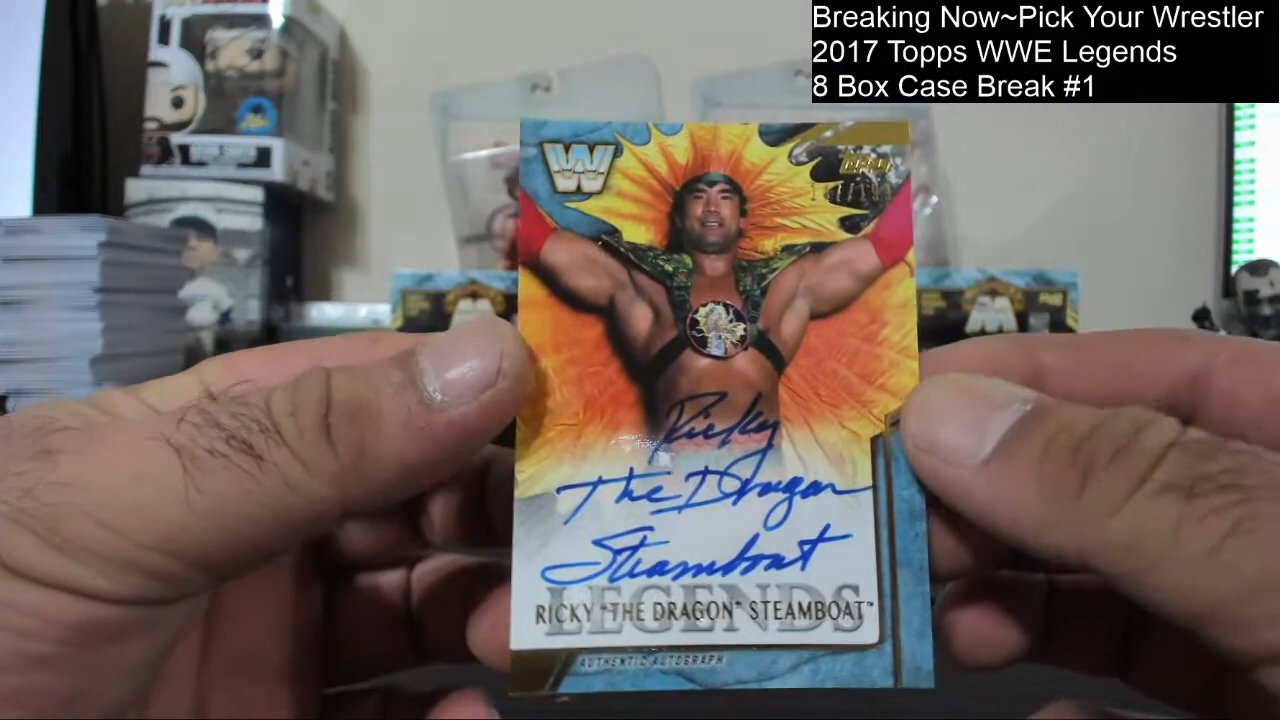 Breaking Now~Pick Your Wrestler
2017 Topps WWE Legends
8 Box Case Break #1
Ricky
The Dragon
Steamboat
LEGENDS
RICKY "THE DRAGON" STEAMBOAT™
AUTHENTIC AUTOGRAPH